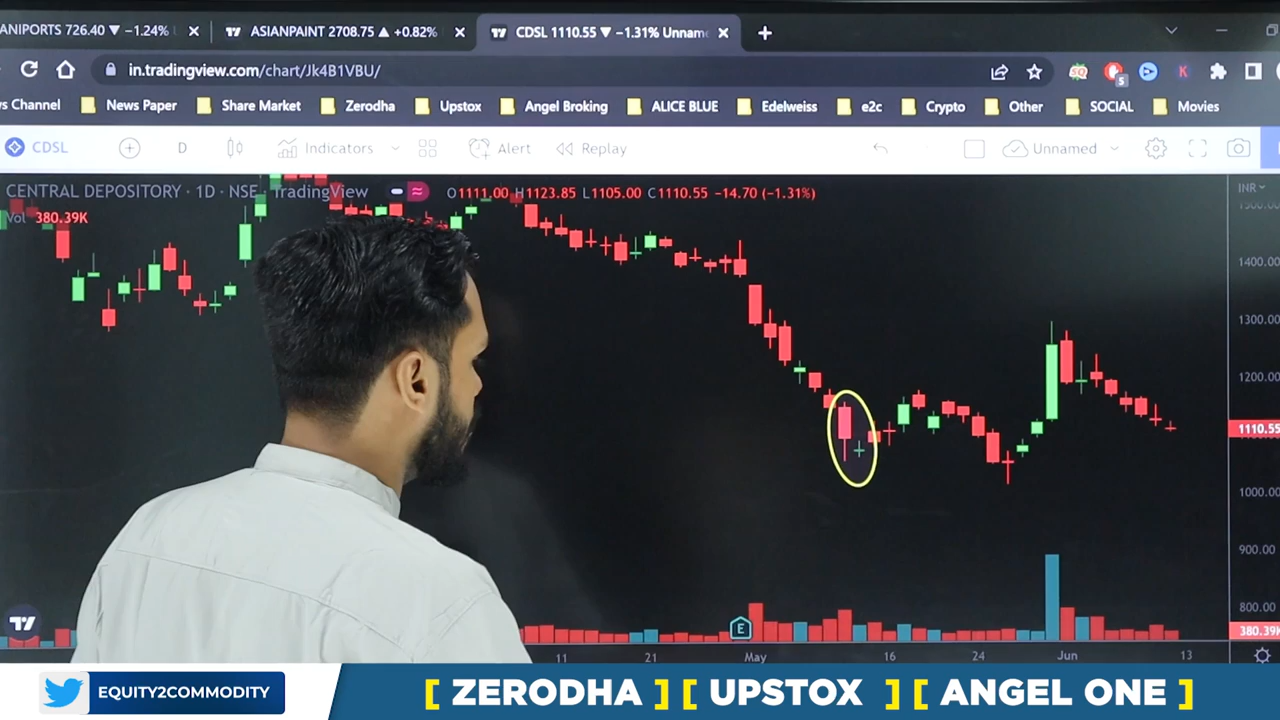 ANIPORTS 726.40 ▼ −1.24% ASIANPAINT 2708.75 ▲ +0.82% CDSL 1110.55 ▼ −1.31% Unnam
in.tradingview.com/chart/Jk4B1VBU/
s Channel News Paper Share Market Zerodha Upstox Angel Broking ALICE BLUE Edelweiss e2c Crypto Other SOCIAL Movies
CDSL D Indicators Alert Replay Unnamed
CENTRAL DEPOSITORY · 1D · NSE · TradingView O1111.00 H1123.85 L1105.00 C1110.55 −14.70 (−1.31%) INR
Vol 380.39K
1500.00
1400.00
1300.00
1200.00
1110.55
1000.00
900.00
800.00
380.39K
E
11 21 May 16 24 Jun 13
EQUITY2COMMODITY [ ZERODHA ] [ UPSTOX ] [ ANGEL ONE ]